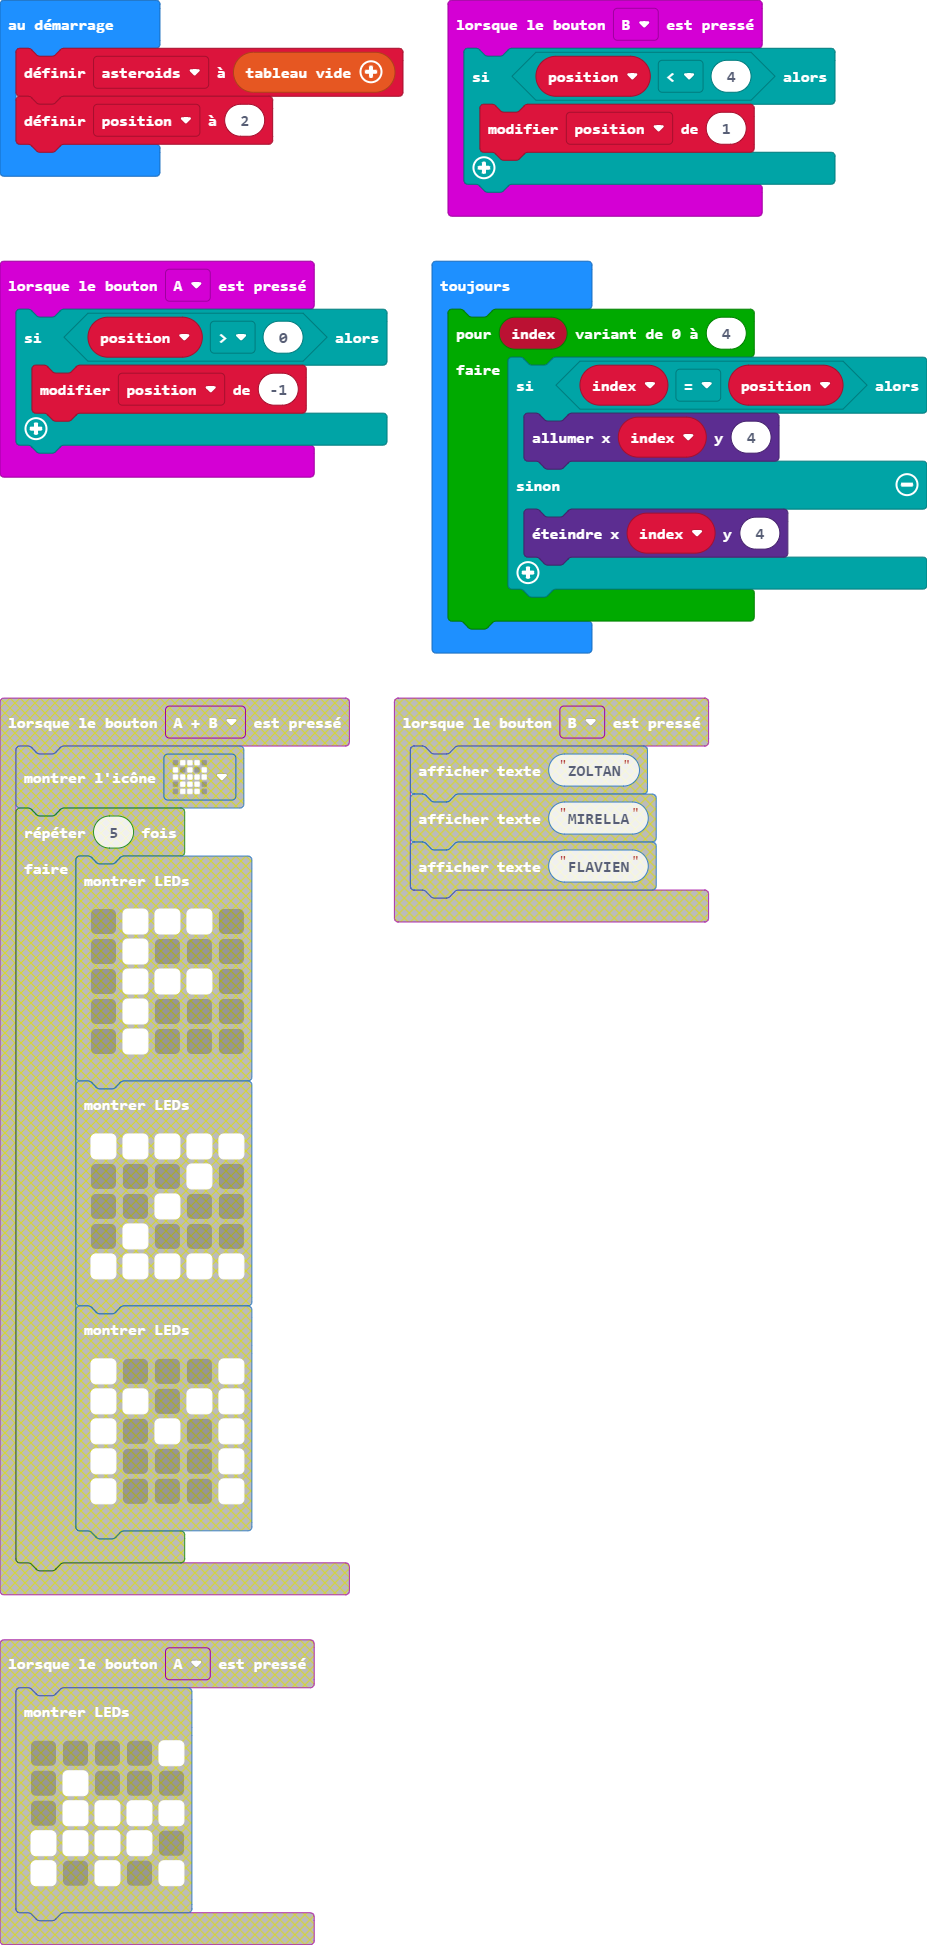 au démarrage
définir asteroids à tableau vide
définir position à 2
lorsque le bouton B est pressé
si position < 4 alors
modifier position de 1
lorsque le bouton A est pressé
si position > 0 alors
modifier position de -1
toujours
pour index variant de 0 à 4
faire
si index = position alors
allumer x index y 4
sinon
éteindre x index y 4
lorsque le bouton A + B est pressé
montrer l'icône
répéter 5 fois
faire
montrer LEDs
montrer LEDs
montrer LEDs
lorsque le bouton B est pressé
afficher texte "ZOLTAN"
afficher texte "MIRELLA"
afficher texte "FLAVIEN"
lorsque le bouton A est pressé
montrer LEDs